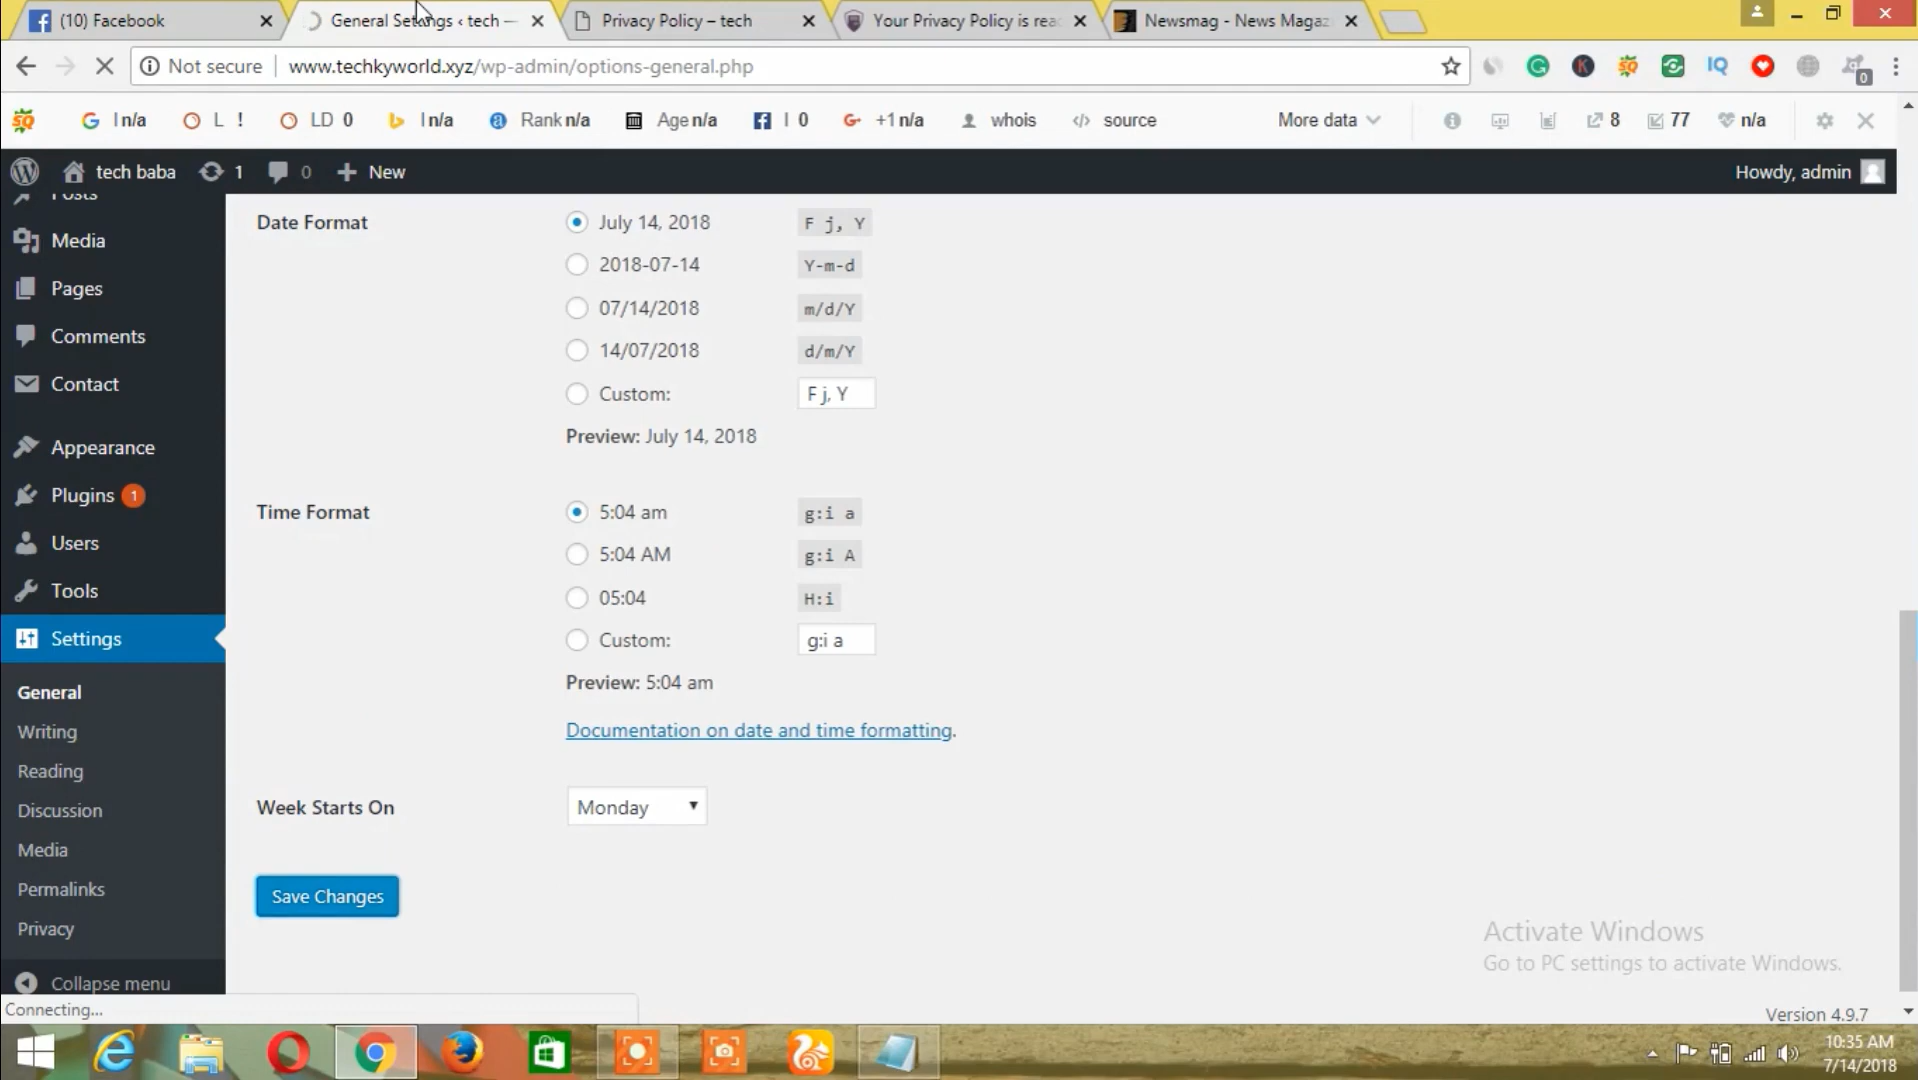 (10) Facebook
General Settings ‹ tech —
Privacy Policy – tech
Your Privacy Policy is rea
Newsmag - News Magaz
Not secure
www.techkyworld.xyz/wp-admin/options-general.php
0
I n/a
L !
LD 0
I n/a
Rank n/a
Age n/a
I 0
+1 n/a
whois
source
More data
8
77
n/a
tech baba
1
0
New
Howdy, admin
Posts
Media
Pages
Comments
Contact
Appearance
Plugins 1
Users
Tools
Settings
General
Writing
Reading
Discussion
Media
Permalinks
Privacy
Collapse menu
Date Format
July 14, 2018 F j, Y
2018-07-14 Y-m-d
07/14/2018 m/d/Y
14/07/2018 d/m/Y
Custom: F j, Y
Preview: July 14, 2018
Time Format
5:04 am g:i a
5:04 AM g:i A
05:04 H:i
Custom: g:i a
Preview: 5:04 am
Documentation on date and time formatting.
Week Starts On
Monday
Save Changes
Activate Windows
Go to PC settings to activate Windows.
Connecting...
Version 4.9.7
10:35 AM
7/14/2018